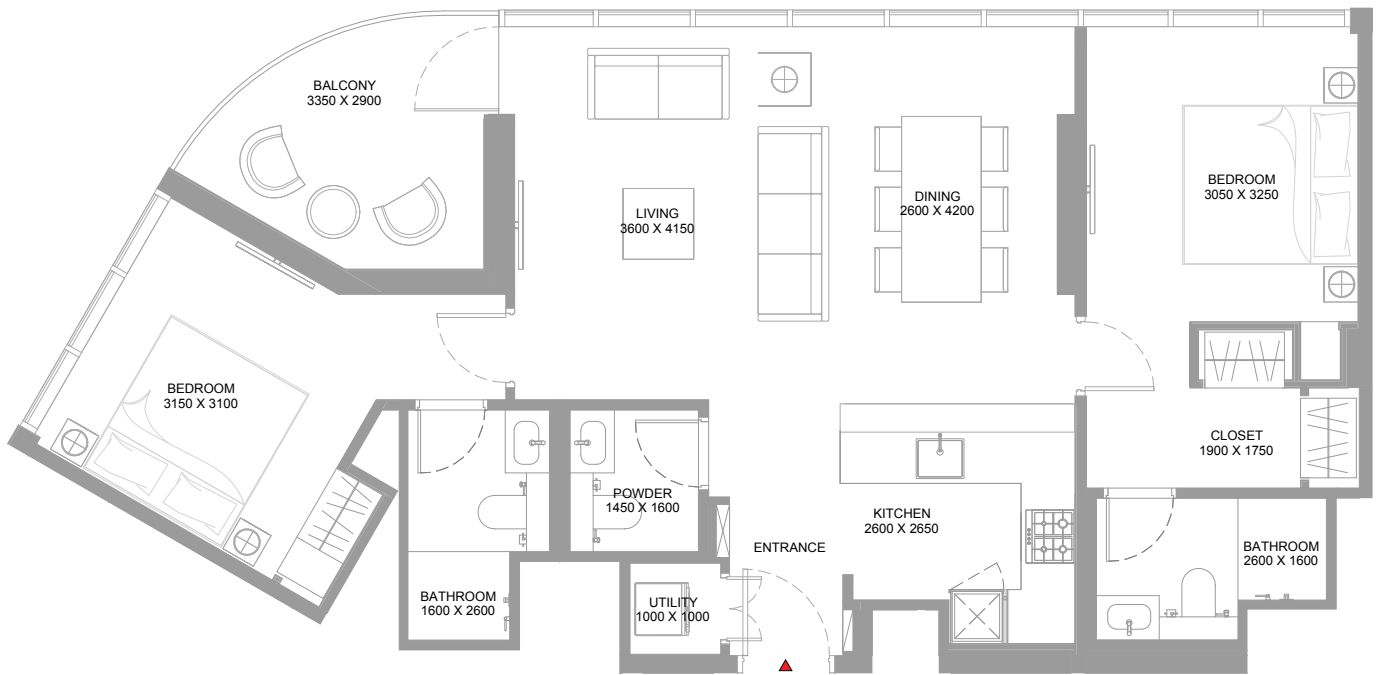 BALCONY
3350 X 2900
LIVING
3600 X 4150
DINING
2600 X 4200
BEDROOM
3050 X 3250
BEDROOM
3150 X 3100
CLOSET
1900 X 1750
POWDER
1450 X 1600
KITCHEN
2600 X 2650
ENTRANCE
BATHROOM
2600 X 1600
BATHROOM
1600 X 2600
UTILITY
1000 X 1000